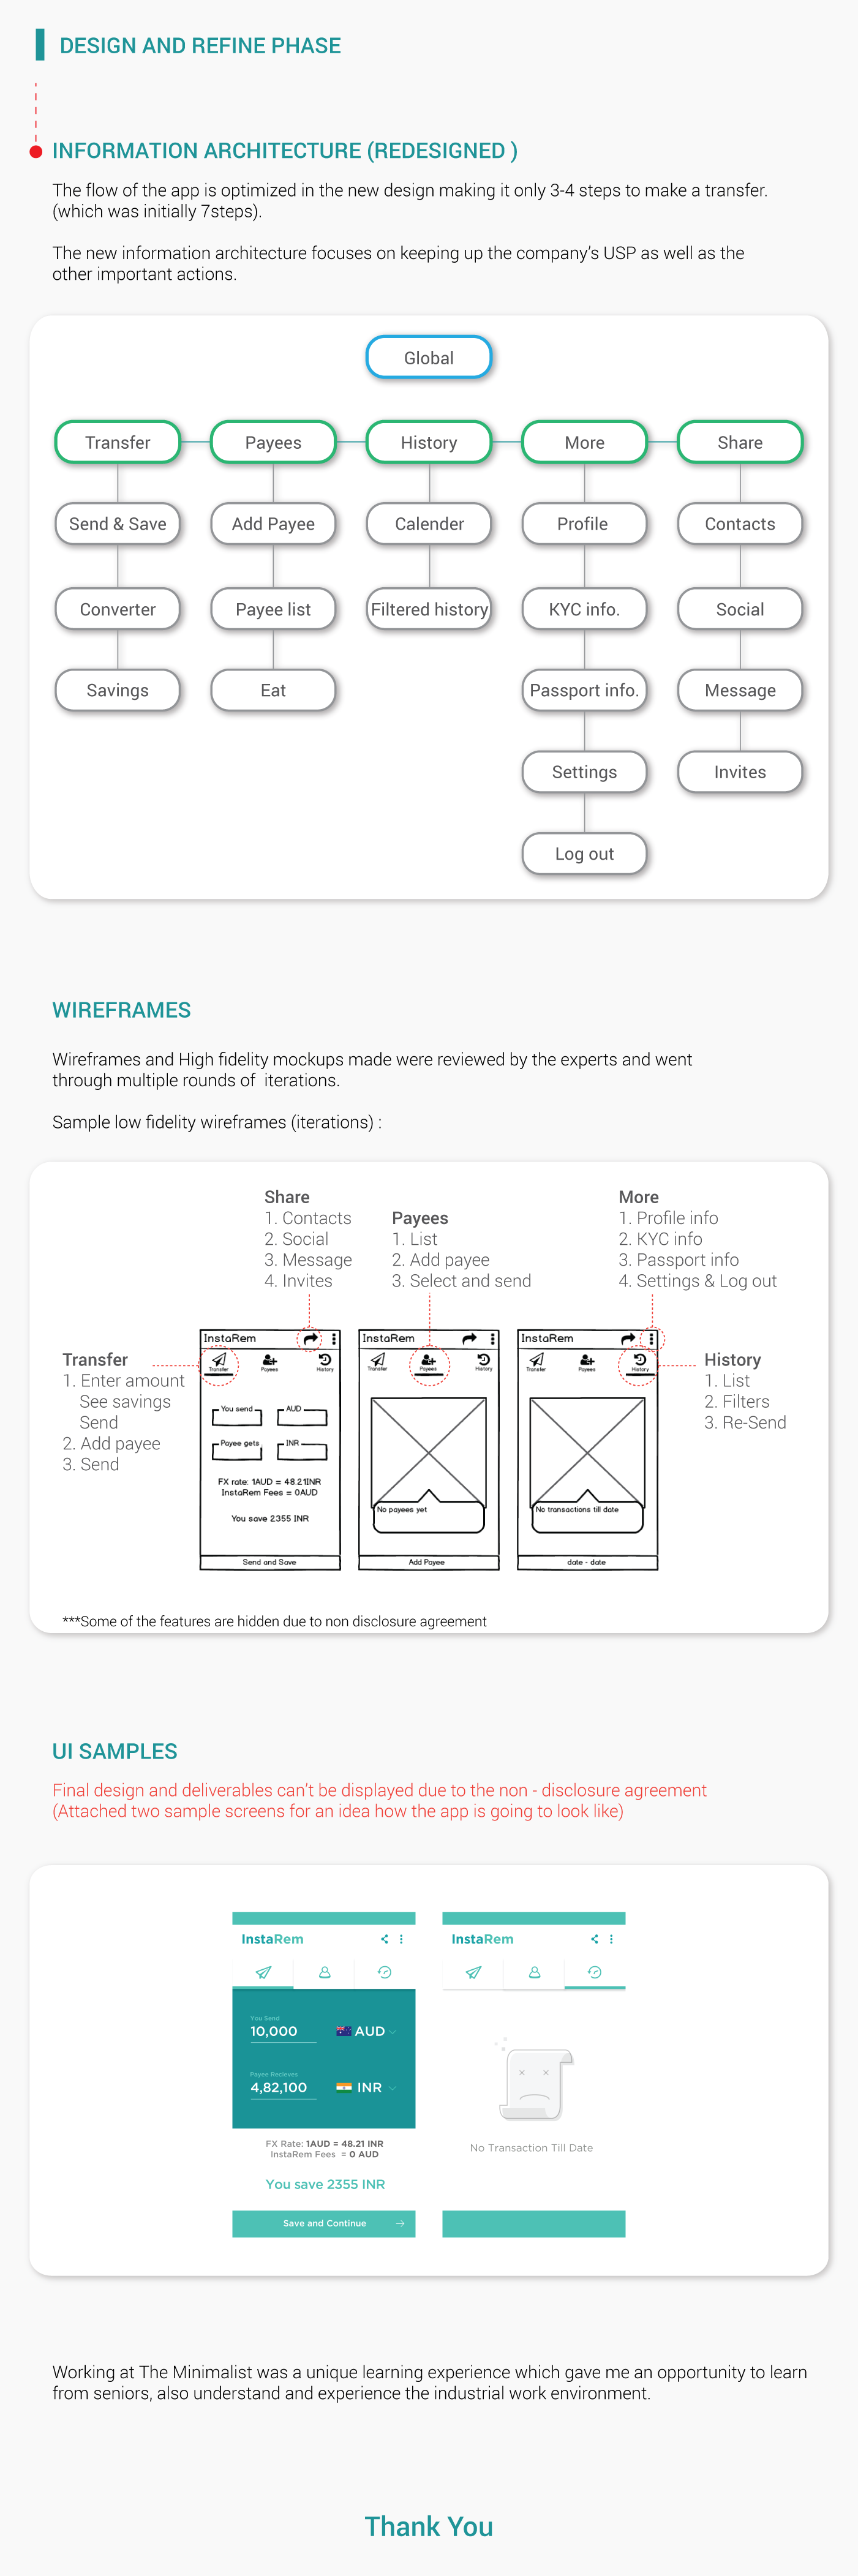 DESIGN AND REFINE PHASE
INFORMATION ARCHITECTURE (REDESIGNED )
The flow of the app is optimized in the new design making it only 3-4 steps to make a transfer.
(which was initially 7steps).
The new information architecture focuses on keeping up the company’s USP as well as the
other important actions.
Global
Transfer
Payees
History
More
Share
Send & Save
Add Payee
Calender
Profile
Contacts
Converter
Payee list
Filtered history
KYC info.
Social
Savings
Eat
Passport info.
Message
Settings
Invites
Log out
WIREFRAMES
Wireframes and High fidelity mockups made were reviewed by the experts and went
through multiple rounds of  iterations.
Sample low fidelity wireframes (iterations) :
Share
1. Contacts
2. Social
3. Message
4. Invites
Payees
1. List
2. Add payee
3. Select and send
More
1. Profile info
2. KYC info
3. Passport info
4. Settings & Log out
Transfer
1. Enter amount
See savings
Send
2. Add payee
3. Send
History
1. List
2. Filters
3. Re-Send
InstaRem
Transfer
Payees
History
You send
AUD
Payee gets
INR
FX rate: 1AUD = 48.21INR
InstaRem Fees = 0AUD
You save 2355 INR
Send and Save
InstaRem
Transfer
Payees
History
No payees yet
Add Payee
InstaRem
Transfer
Payees
History
No transactions till date
date - date
***Some of the features are hidden due to non disclosure agreement
UI SAMPLES
Final design and deliverables can’t be displayed due to the non - disclosure agreement
(Attached two sample screens for an idea how the app is going to look like)
InstaRem
You Send
10,000
AUD
Payee Recieves
4,82,100
INR
FX Rate: 1AUD = 48.21 INR
InstaRem Fees = 0 AUD
You save 2355 INR
Save and Continue
InstaRem
No Transaction Till Date
Working at The Minimalist was a unique learning experience which gave me an opportunity to learn
from seniors, also understand and experience the industrial work environment.
Thank You